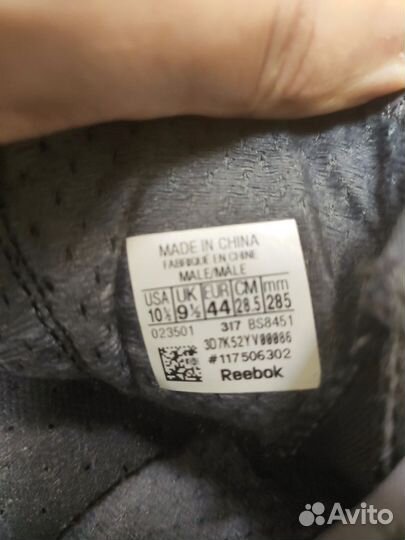 MADE IN CHINA
FABRIQUÉ EN CHINE
MALE/MÂLE
USA UK EUR CM mm
10½ 9½ 44 28.5 285
023501 317 BS8451
3D7K52YV00086
#117506302
Reebok
Avito